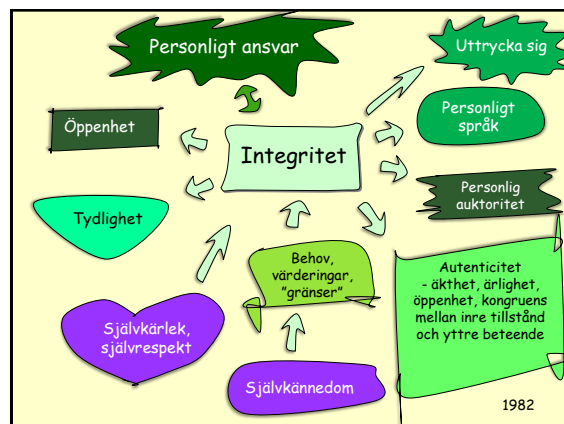 Personligt ansvar
Uttrycka sig
Öppenhet
Personligt
språk
Integritet
Personlig
auktoritet
Tydlighet
Behov,
värderingar,
"gränser"
Autenticitet
- äkthet, ärlighet,
öppenhet, kongruens
mellan inre tillstånd
och yttre beteende
Självkärlek,
självrespekt
Självkännedom
1982